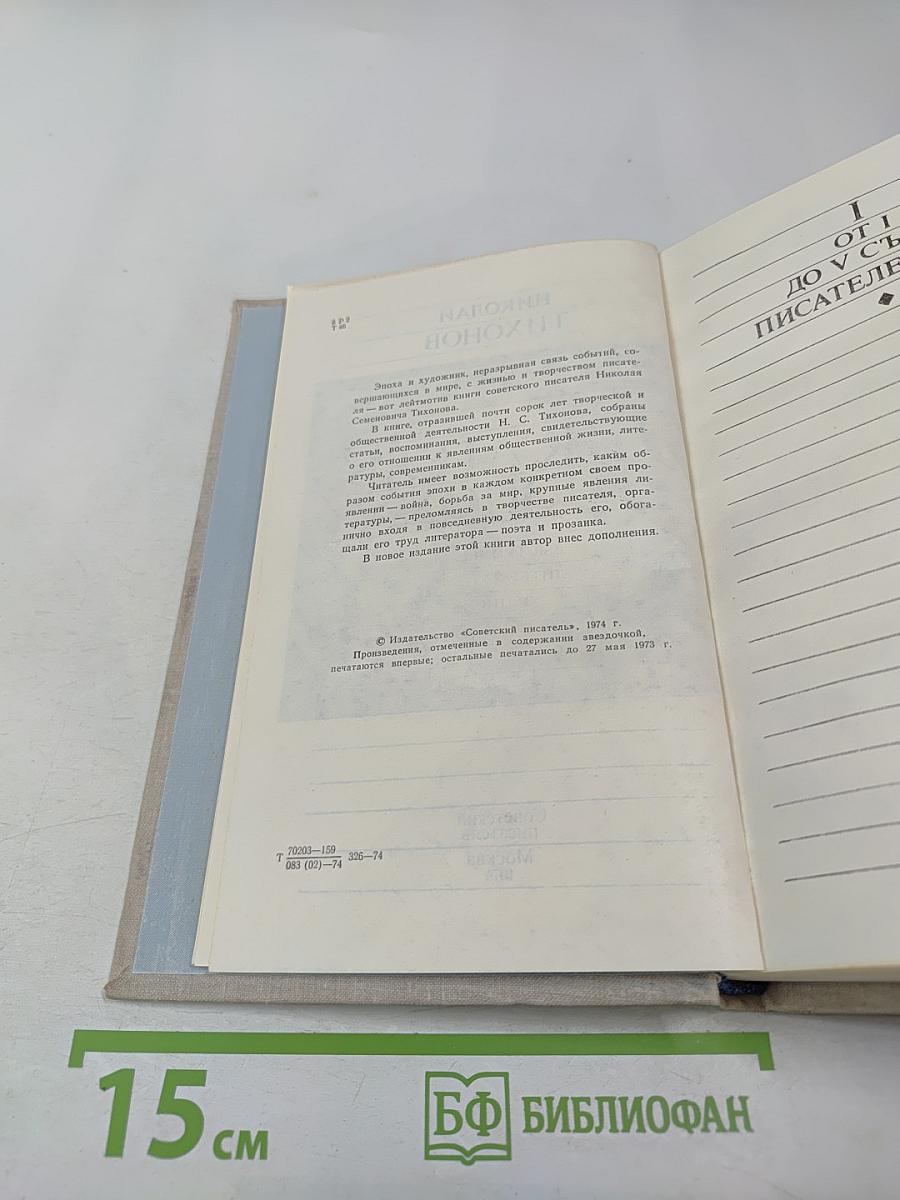 8 Р 2
Т 46
Эпоха и художник, неразрывная связь событий, со-
вершающихся в мире, с жизнью и творчеством писате-
ля — вот лейтмотив книги советского писателя Николая
Семеновича Тихонова.
В книге, отразившей почти сорок лет творческой и
общественной деятельности Н. С. Тихонова, собраны
статьи, воспоминания, выступления, свидетельствующие
о его отношении к явлениям общественной жизни, лите-
ратуры, современникам.
Читатель имеет возможность проследить, каким об-
разом события эпохи в каждом конкретном своем про-
явлении — война, борьба за мир, крупные явления ли-
тературы, — преломляясь в творчестве писателя, орга-
нично входя в повседневную деятельность его, обога-
щали его труд литератора — поэта и прозаика.
В новое издание этой книги автор внес дополнения.
© Издательство «Советский писатель», 1974 г.
Произведения, отмеченные в содержании звездочкой,
печатаются впервые; остальные печатались до 27 мая 1973 г.
Т 70203—159
083 (02)—74 326—74
I
ОТ I
ДО V СЪ
ПИСАТЕЛЕ
15 см
БФ БИБЛИОФАН